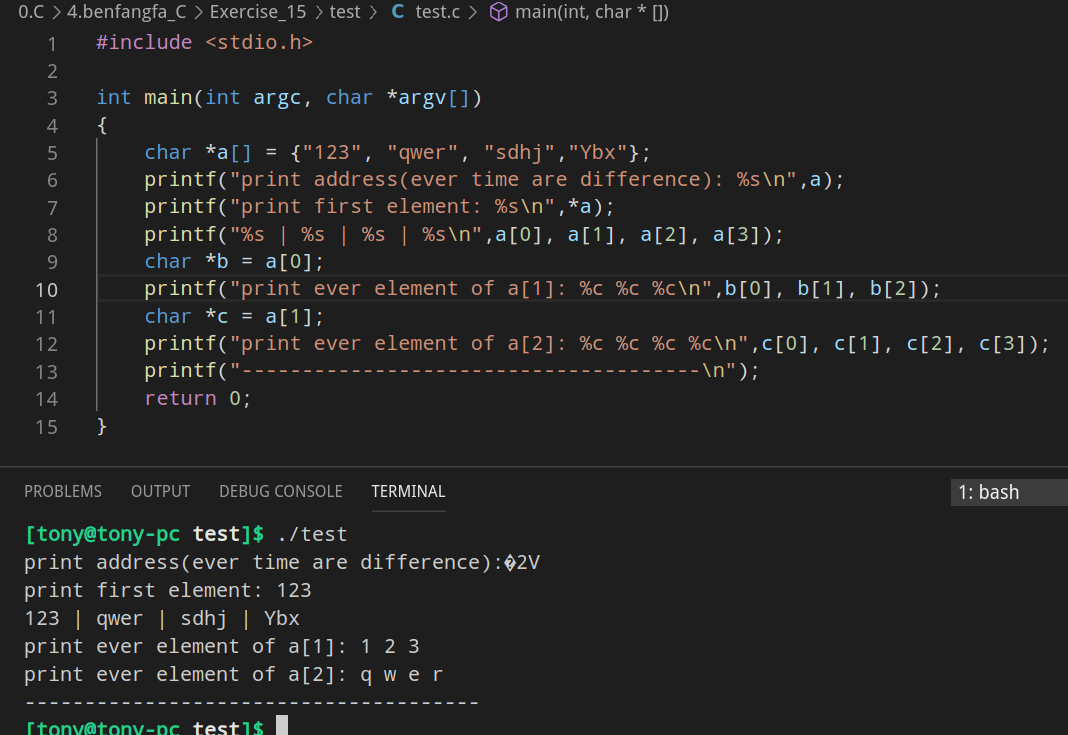 0.C > 4.benfangfa_C > Exercise_15 > test > C test.c > main(int, char * [])
1 #include <stdio.h>
2
3 int main(int argc, char *argv[])
4 {
5     char *a[] = {"123", "qwer", "sdhj","Ybx"};
6     printf("print address(ever time are difference): %s\n",a);
7     printf("print first element: %s\n",*a);
8     printf("%s | %s | %s | %s\n",a[0], a[1], a[2], a[3]);
9     char *b = a[0];
10     printf("print ever element of a[1]: %c %c %c\n",b[0], b[1], b[2]);
11     char *c = a[1];
12     printf("print ever element of a[2]: %c %c %c %c\n",c[0], c[1], c[2], c[3]);
13     printf("--------------------------------------\n");
14     return 0;
15 }
PROBLEMS OUTPUT DEBUG CONSOLE TERMINAL 1: bash
[tony@tony-pc test]$ ./test
print address(ever time are difference):�2V
print first element: 123
123 | qwer | sdhj | Ybx
print ever element of a[1]: 1 2 3
print ever element of a[2]: q w e r
--------------------------------------
[tony@tony-pc test]$